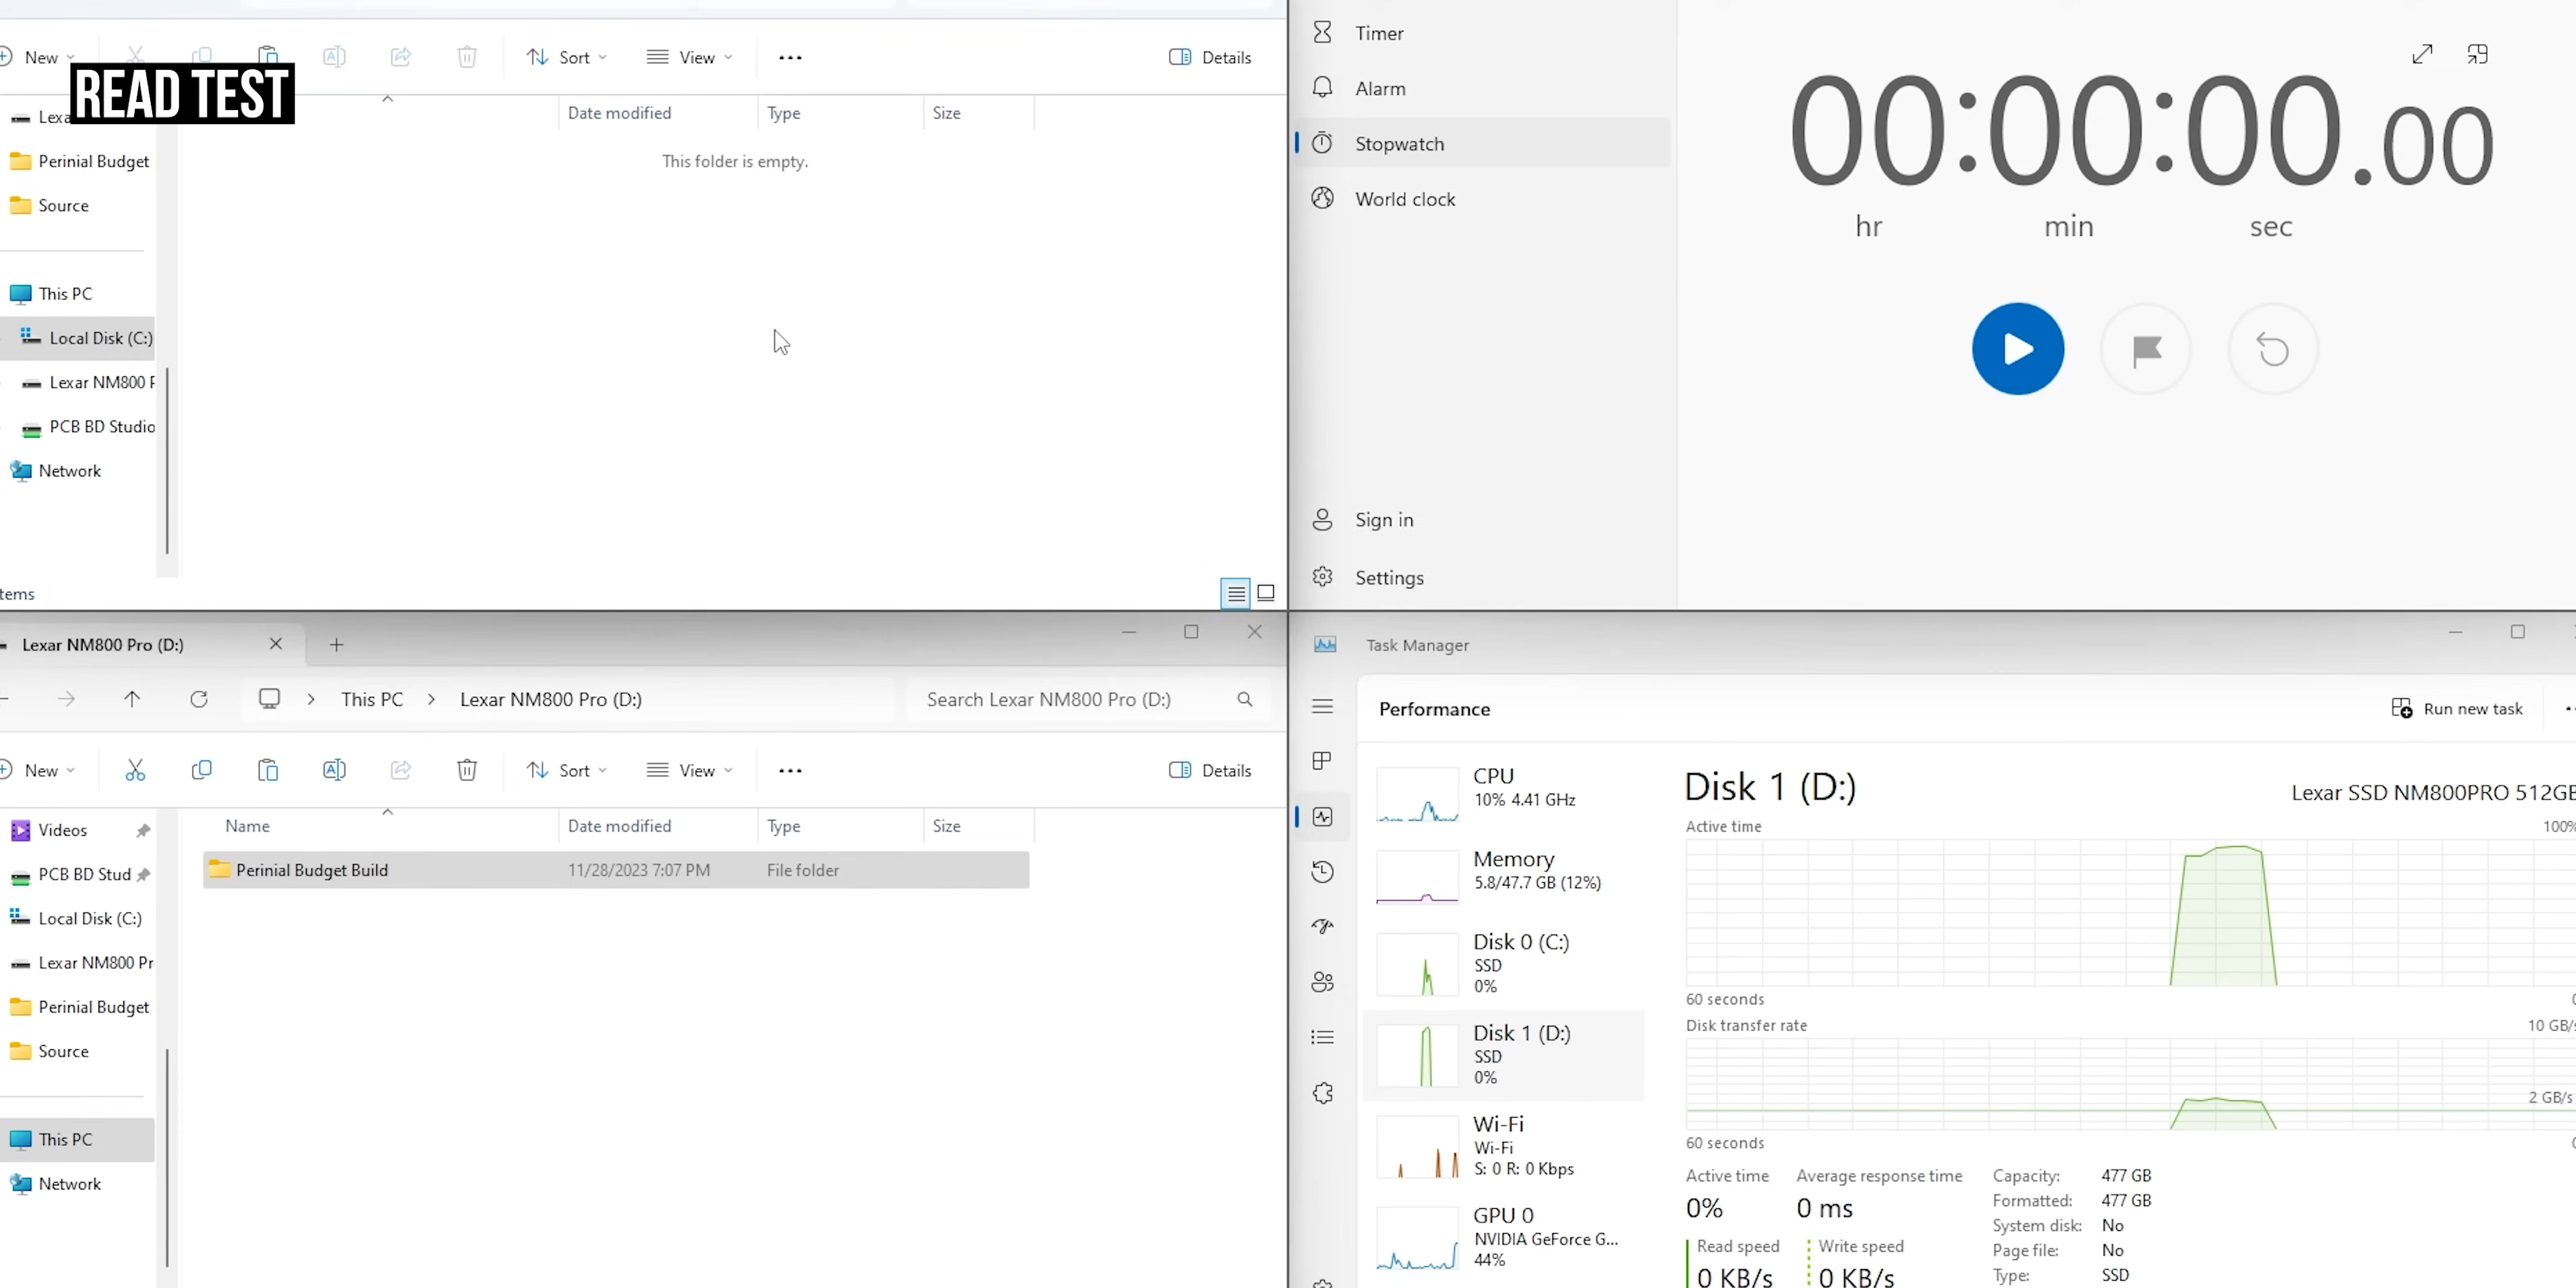 New
Sort
View
Details
READ TEST
Lexa
Date modified
Type
Size
Perinial Budget
This folder is empty.
Source
This PC
Local Disk (C:)
Lexar NM800 P
PCB BD Studio
Network
tems
Timer
Alarm
Stopwatch
World clock
Sign in
Settings
00:00:00.00
hr
min
sec
Lexar NM800 Pro (D:)
This PC
Lexar NM800 Pro (D:)
Search Lexar NM800 Pro (D:)
New
Sort
View
Details
Name
Date modified
Type
Size
Videos
PCB BD Stud
Perinial Budget Build
11/28/2023 7:07 PM
File folder
Local Disk (C:)
Lexar NM800 Pr
Perinial Budget
Source
This PC
Network
Task Manager
Performance
Run new task
CPU
10% 4.41 GHz
Memory
5.8/47.7 GB (12%)
Disk 0 (C:)
SSD
0%
Disk 1 (D:)
SSD
0%
Wi-Fi
Wi-Fi
S: 0 R: 0 Kbps
GPU 0
NVIDIA GeForce G...
44%
Disk 1 (D:)
Lexar SSD NM800PRO 512GB
Active time
100%
60 seconds
0
Disk transfer rate
10 GB/s
2 GB/s
60 seconds
0
Active time
0%
Average response time
0 ms
Read speed
0 KB/s
Write speed
0 KB/s
Capacity: 477 GB
Formatted: 477 GB
System disk: No
Page file: No
Type: SSD